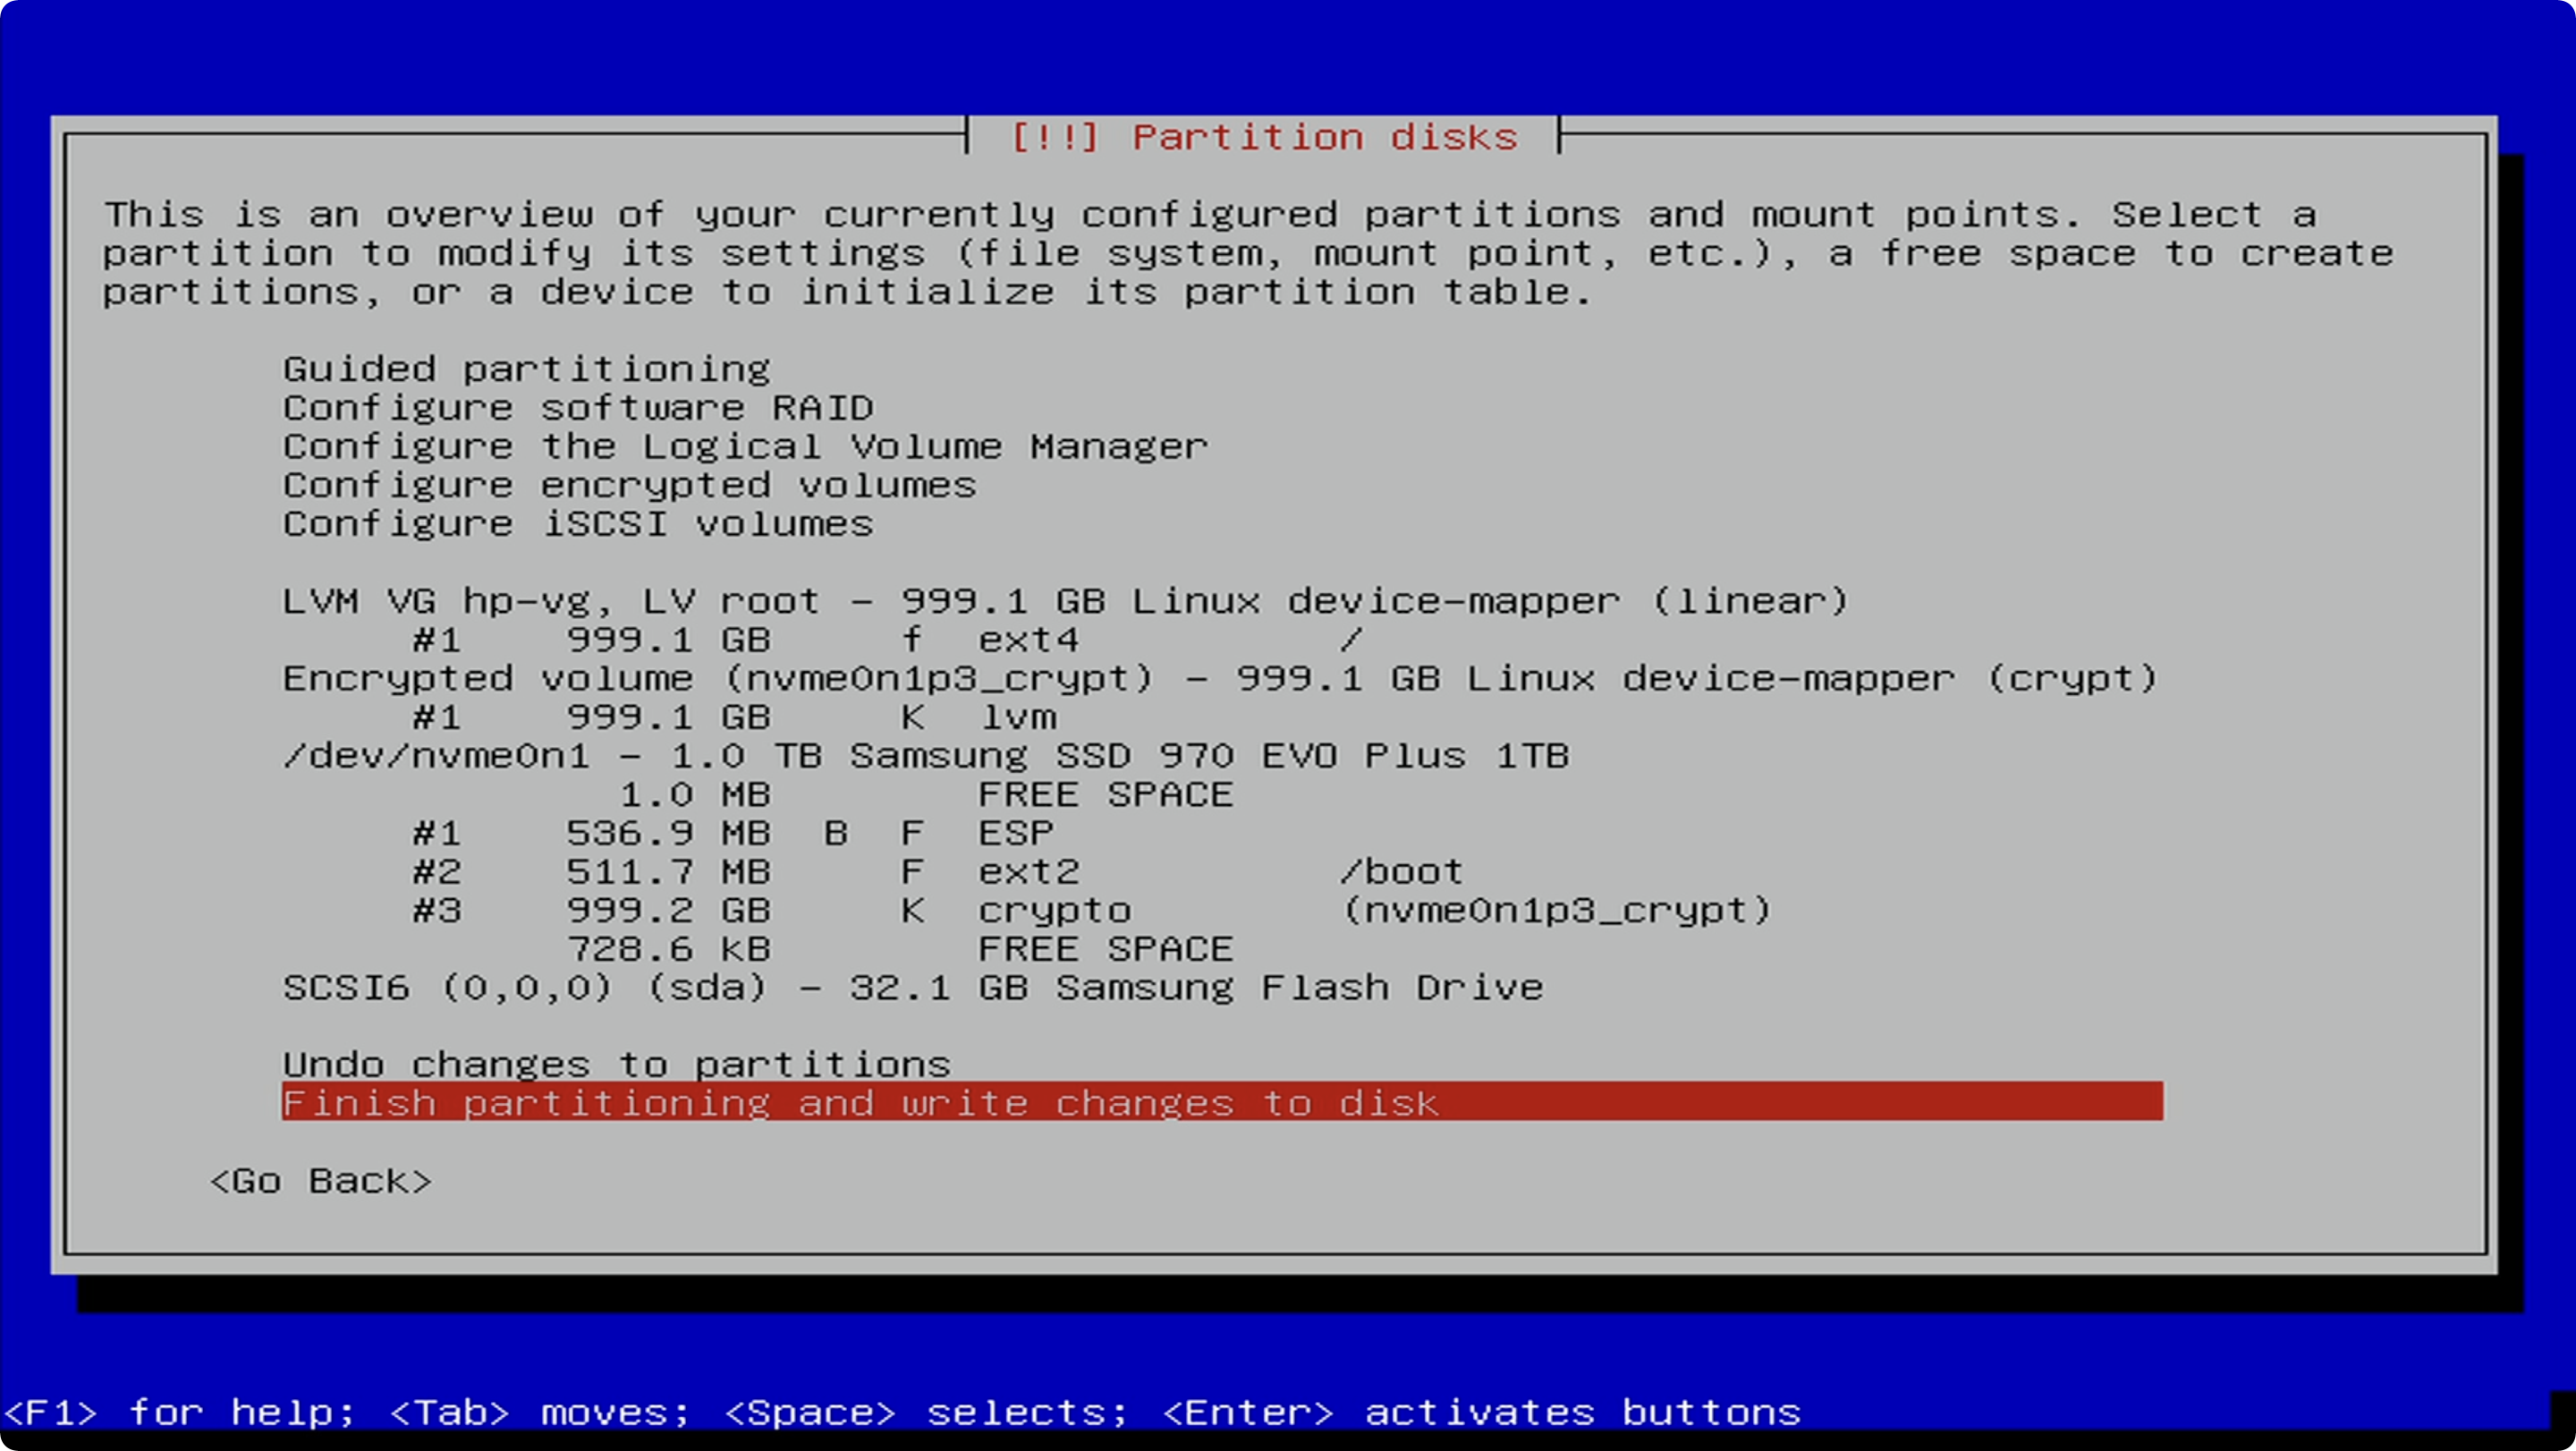 [!!] Partition disks
This is an overview of your currently configured partitions and mount points. Select a
partition to modify its settings (file system, mount point, etc.), a free space to create
partitions, or a device to initialize its partition table.
Guided partitioning
Configure software RAID
Configure the Logical Volume Manager
Configure encrypted volumes
Configure iSCSI volumes
LVM VG hp-vg, LV root - 999.1 GB Linux device-mapper (linear)
#1 999.1 GB f ext4 /
Encrypted volume (nvme0n1p3_crypt) - 999.1 GB Linux device-mapper (crypt)
#1 999.1 GB K lvm
/dev/nvme0n1 - 1.0 TB Samsung SSD 970 EVO Plus 1TB
1.0 MB FREE SPACE
#1 536.9 MB B F ESP
#2 511.7 MB F ext2 /boot
#3 999.2 GB K crypto (nvme0n1p3_crypt)
728.6 kB FREE SPACE
SCSI6 (0,0,0) (sda) - 32.1 GB Samsung Flash Drive
Undo changes to partitions
Finish partitioning and write changes to disk
<Go Back>
<F1> for help; <Tab> moves; <Space> selects; <Enter> activates buttons